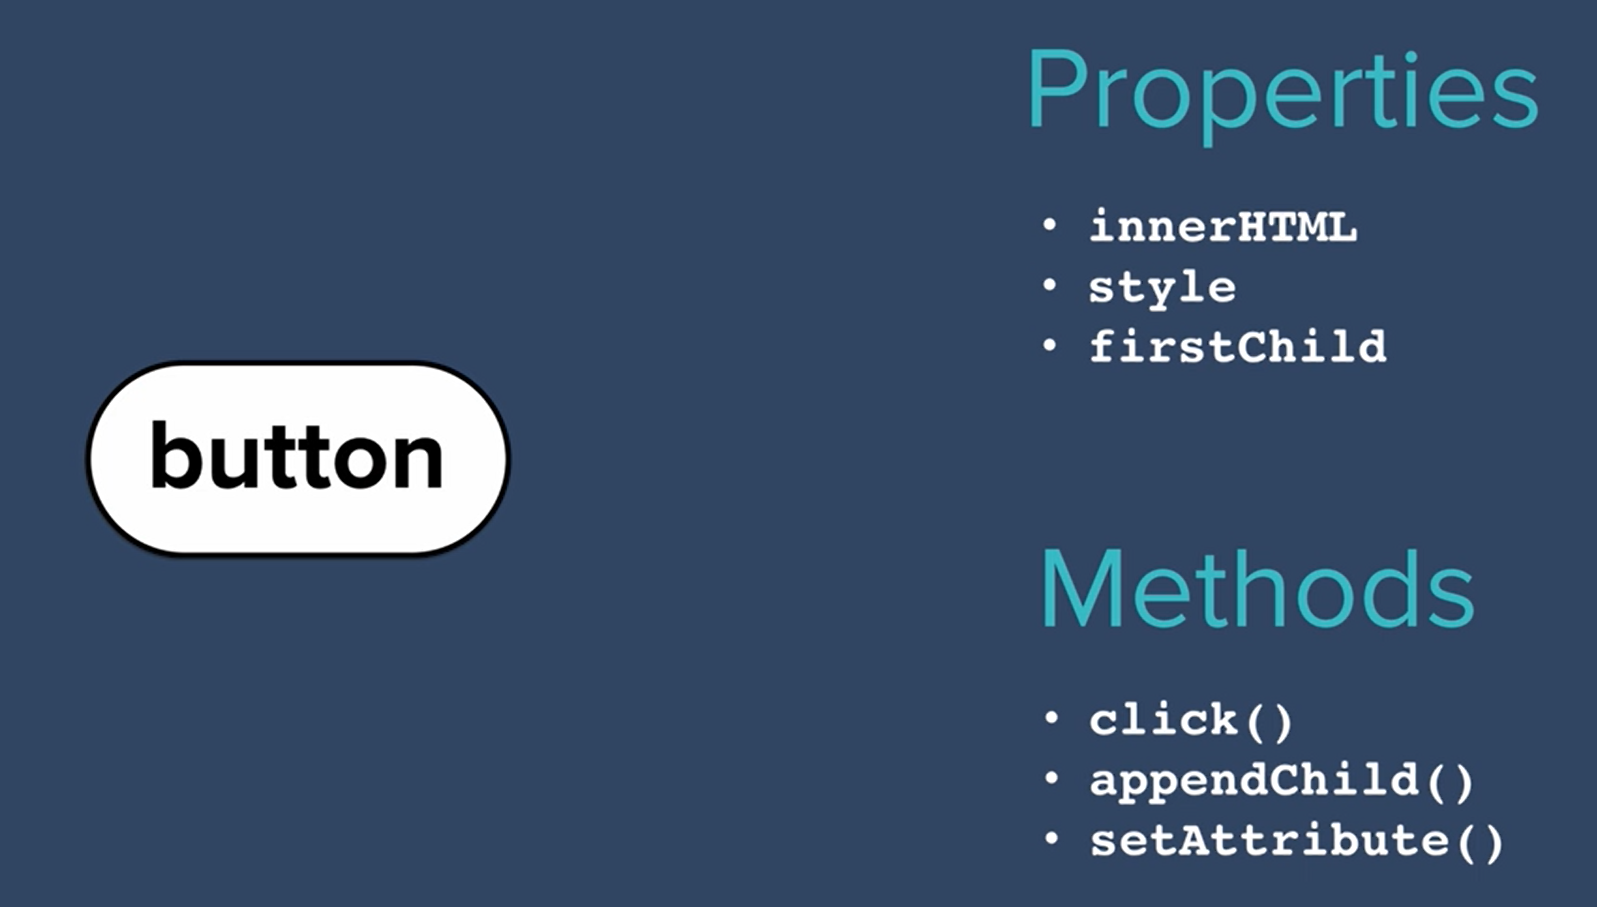 Properties
• innerHTML
• style
• firstChild
button
Methods
• click()
• appendChild()
• setAttribute()